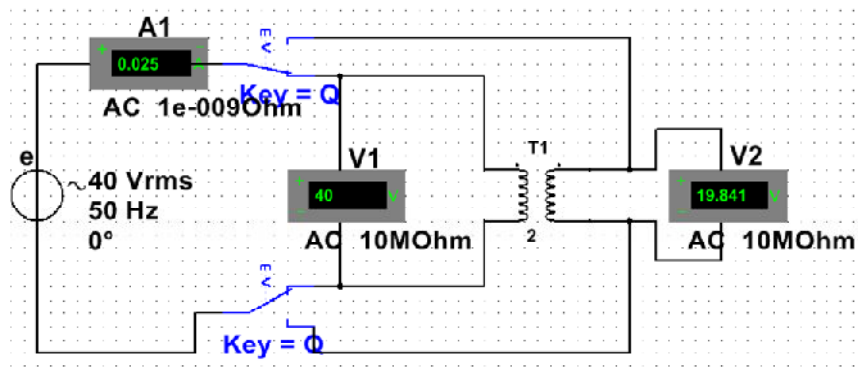 A1
0.025
AC 1e-009Ohm
Key = Q
e
40 Vrms
50 Hz
0°
V1
40 V
AC 10MOhm
T1
2
V2
19.841 V
AC 10MOhm
Key = Q